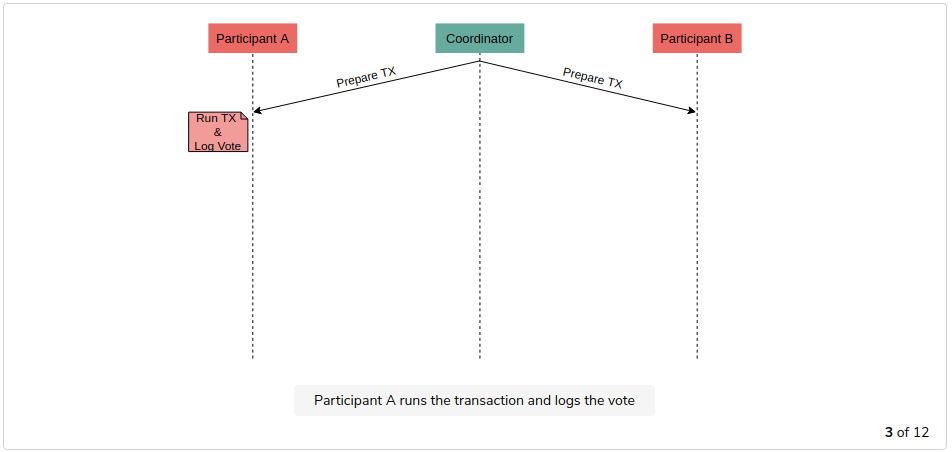 Participant A
Coordinator
Participant B
Prepare TX
Prepare TX
Run TX
&
Log Vote
Participant A runs the transaction and logs the vote
3 of 12